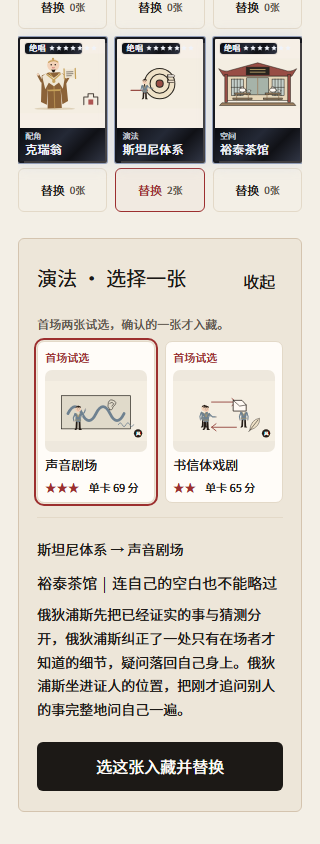 替换 0张
替换 0张
替换 0张
绝唱 ★★★★★
绝唱 ★★★★★
绝唱 ★★★★★
配角
克瑞翁
演法
斯坦尼体系
空间
裕泰茶馆
替换 0张
替换 2张
替换 0张
演法 · 选择一张
收起
首场两张试选，确认的一张才入藏。
首场试选
声音剧场
★★★ 单卡 69 分
首场试选
书信体戏剧
★★ 单卡 65 分
斯坦尼体系 → 声音剧场
裕泰茶馆｜连自己的空白也不能略过
俄狄浦斯先把已经证实的事与猜测分
开，俄狄浦斯纠正了一处只有在场者才
知道的细节，疑问落回自己身上。俄狄
浦斯坐进证人的位置，把刚才追问别人
的事完整地问自己一遍。
选这张入藏并替换